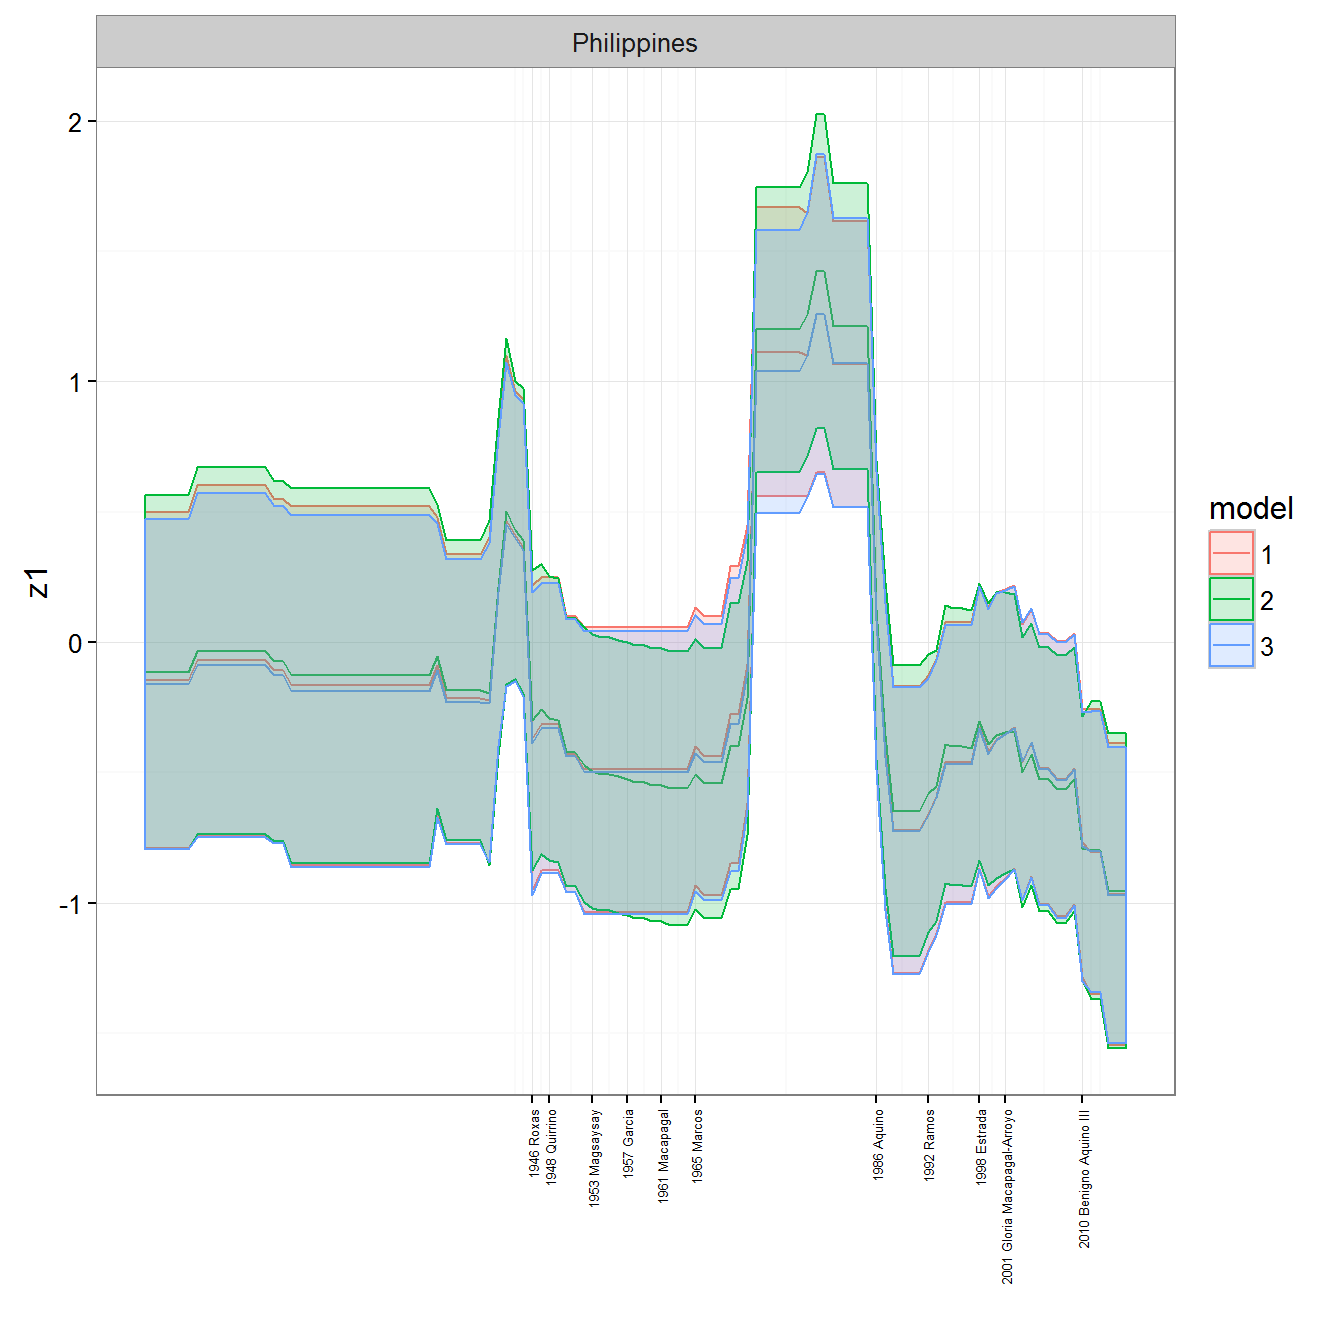 Philippines
2
1
0
-1
z1
model
1
2
3
1946 Roxas
1948 Quirrino
1953 Magsaysay
1957 Garcia
1961 Macapagal
1965 Marcos
1986 Aquino
1992 Ramos
1998 Estrada
2001 Gloria Macapagal-Arroyo
2010 Benigno Aquino III